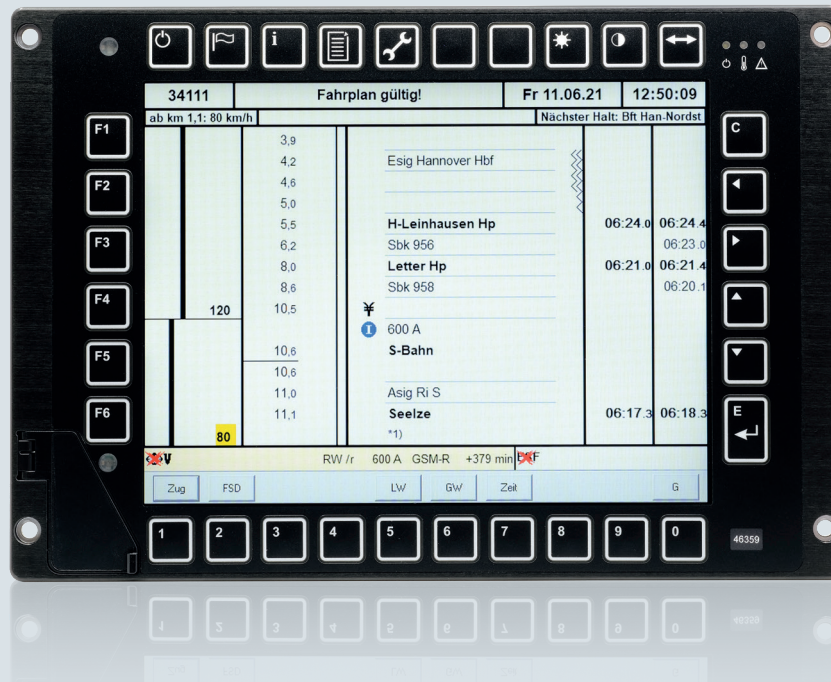 i
34111 Fahrplan gültig! Fr 11.06.21 12:50:09
ab km 1,1: 80 km/h Nächster Halt: Bft Han-Nordst
F1 C
3,9
4,2 Esig Hannover Hbf
F2
4,6
5,0
5,5 H-Leinhausen Hp 06:24.0 06:24.4
F3
6,2 Sbk 956 06:23.0
8,0 Letter Hp 06:21.0 06:21.4
8,6 Sbk 958 06:20.1
F4
120 10,5 ¥
I 600 A
F5
10,6 S-Bahn
10,6
11,0 Asig Ri S
F6 E
11,1 Seelze 06:17.3 06:18.3
80 *1)
RW /r 600 A GSM-R +379 min
Zug FSD LW GW Zeit G
1 2 3 4 5 6 7 8 9 0
46359